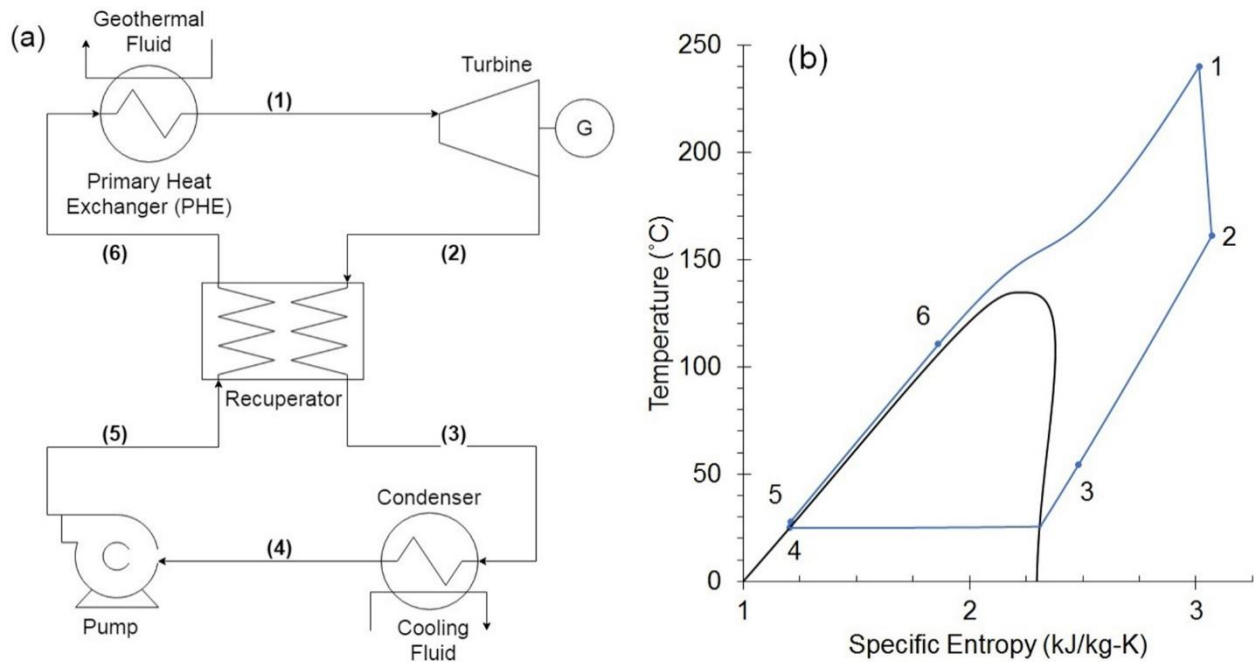 (a)
Geothermal
Fluid
Turbine
(1)
G
Primary Heat
Exchanger (PHE)
(6)
(2)
Recuperator
(5)
(3)
Condenser
(4)
Pump
Cooling
Fluid
(b)
250
200
150
100
50
0
Temperature (˚C)
1
2
3
4
5
6
1
2
3
Specific Entropy (kJ/kg-K)